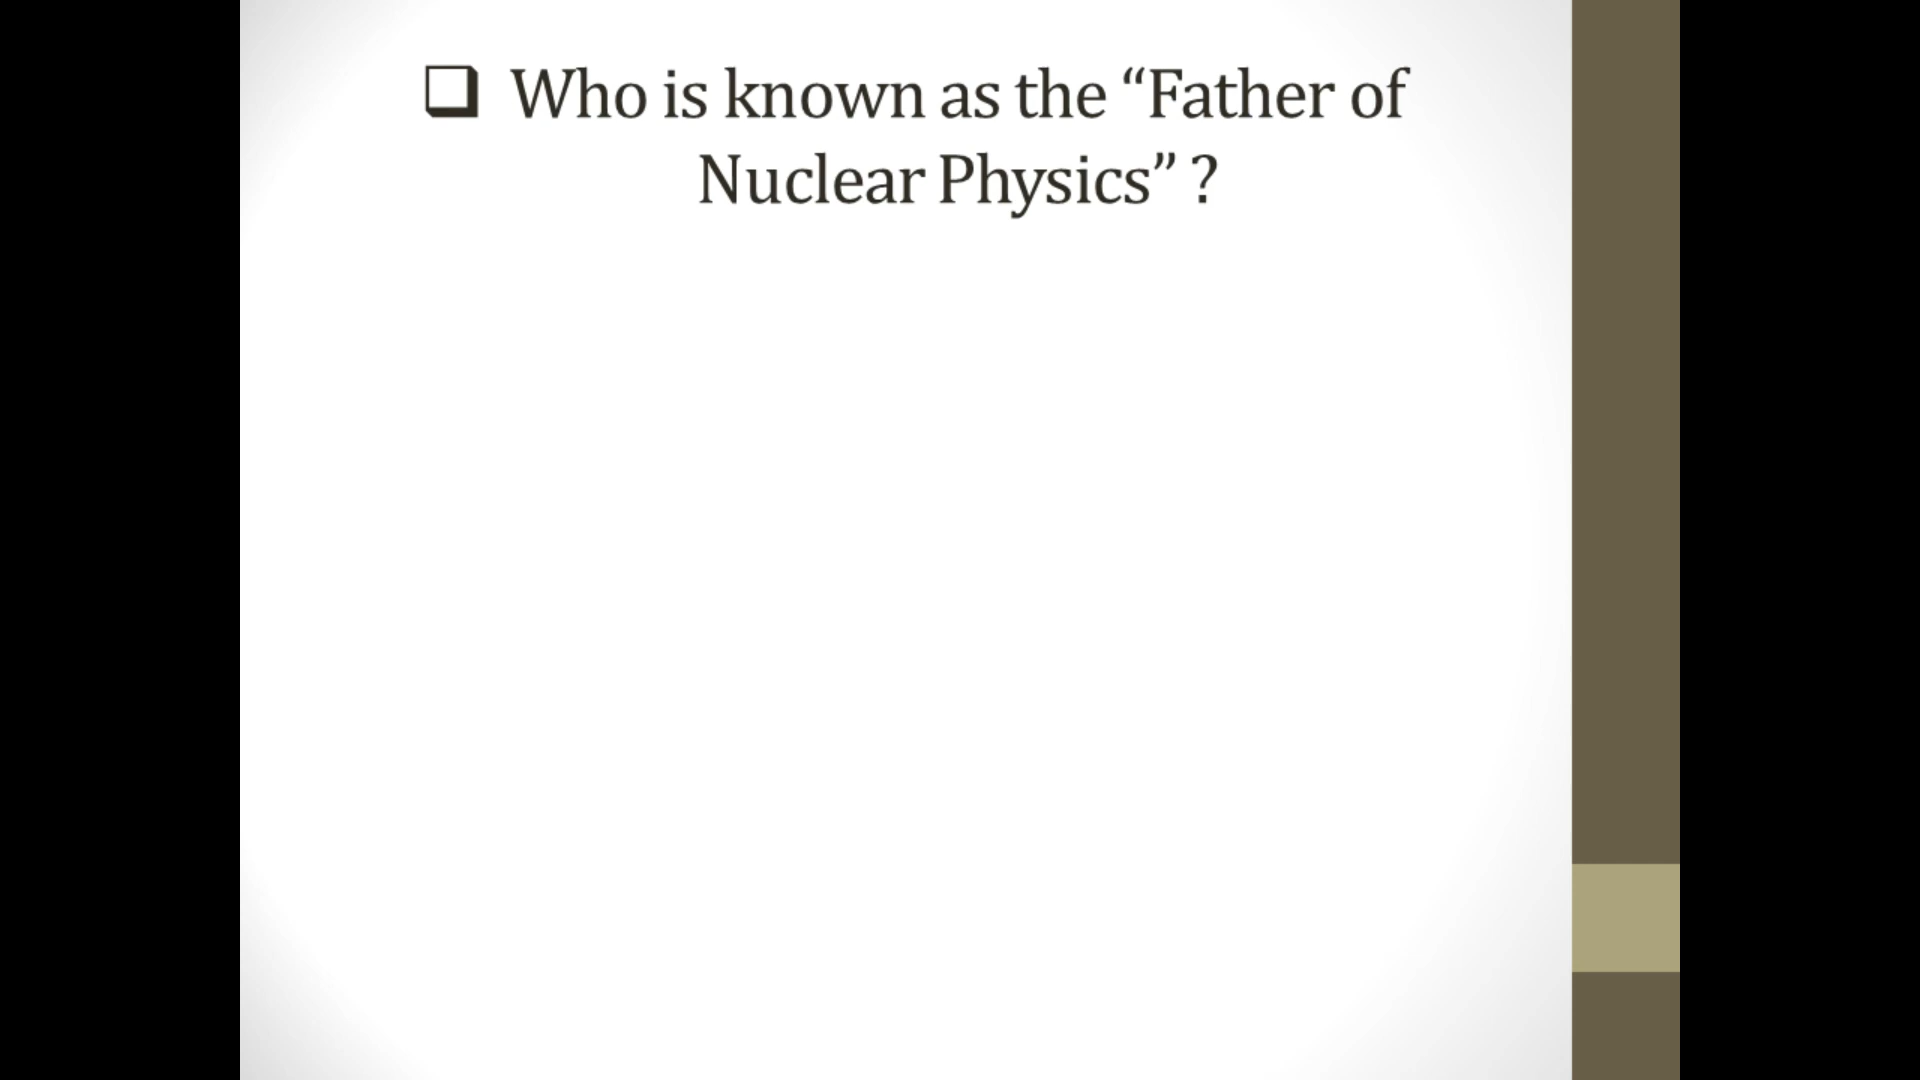 ❑ Who is known as the “Father of
Nuclear Physics” ?